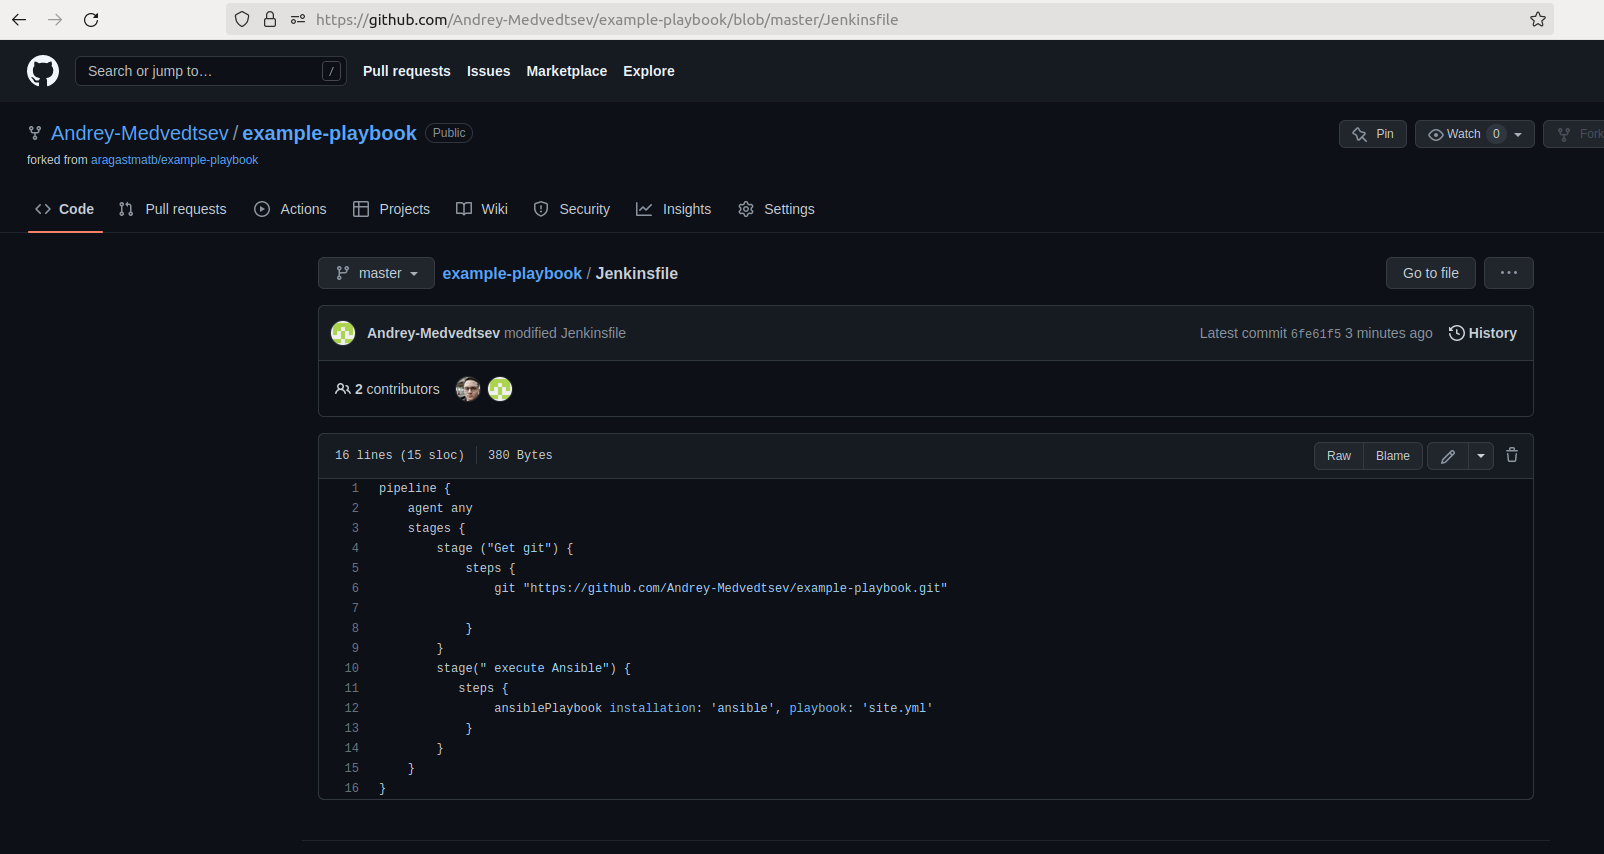 https://github.com/Andrey-Medvedtsev/example-playbook/blob/master/Jenkinsfile
Search or jump to… / Pull requests Issues Marketplace Explore
Andrey-Medvedtsev / example-playbook Public Pin Watch 0 Fork
forked from aragastmatb/example-playbook
Code Pull requests Actions Projects Wiki Security Insights Settings
master example-playbook / Jenkinsfile Go to file ...
Andrey-Medvedtsev modified Jenkinsfile Latest commit 6fe61f5 3 minutes ago History
2 contributors
16 lines (15 sloc) 380 Bytes Raw Blame
1 pipeline {
2     agent any
3     stages {
4         stage ("Get git") {
5             steps {
6                 git "https://github.com/Andrey-Medvedtsev/example-playbook.git"
7
8             }
9         }
10         stage(" execute Ansible") {
11            steps {
12                 ansiblePlaybook installation: 'ansible', playbook: 'site.yml'
13             }
14         }
15     }
16 }